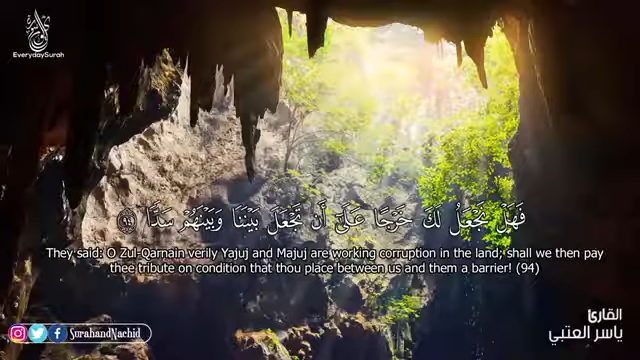 EverydaySurah
فَهَلْ نَجْعَلُ لَكَ خَرْجًا عَلَىٰٓ أَن تَجْعَلَ بَيْنَنَا وَبَيْنَهُمْ سَدًّا ٩٤
They said: O Zul-Qarnain verily Yajuj and Majuj are working corruption in the land; shall we then pay
thee tribute on condition that thou place between us and them a barrier! (94)
SurahandNachid
القارئ
ياسر العتبي